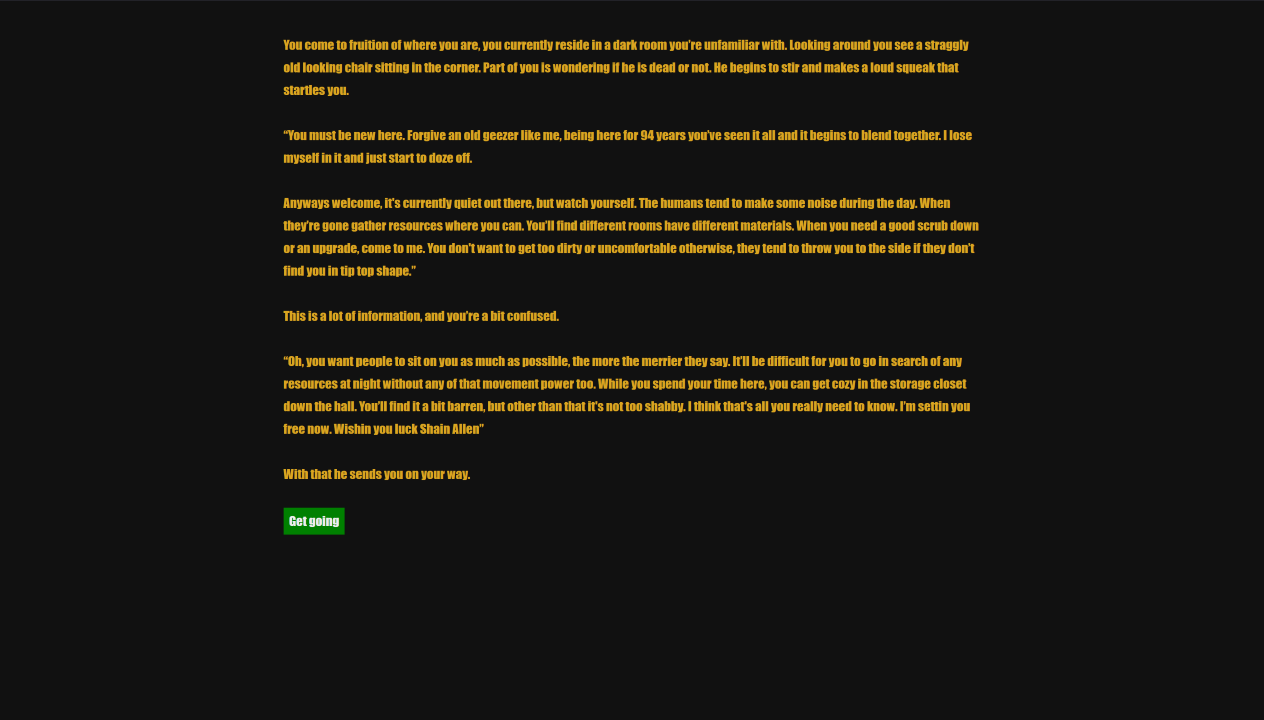 You come to fruition of where you are, you currently reside in a dark room you're unfamiliar with. Looking around you see a straggly
old looking chair sitting in the corner. Part of you is wondering if he is dead or not. He begins to stir and makes a loud squeak that
startles you.
“You must be new here. Forgive an old geezer like me, being here for 94 years you've seen it all and it begins to blend together. I lose
myself in it and just start to doze off.
Anyways welcome, it's currently quiet out there, but watch yourself. The humans tend to make some noise during the day. When
they're gone gather resources where you can. You'll find different rooms have different materials. When you need a good scrub down
or an upgrade, come to me. You don't want to get too dirty or uncomfortable otherwise, they tend to throw you to the side if they don't
find you in tip top shape.”
This is a lot of information, and you're a bit confused.
“Oh, you want people to sit on you as much as possible, the more the merrier they say. It'll be difficult for you to go in search of any
resources at night without any of that movement power too. While you spend your time here, you can get cozy in the storage closet
down the hall. You'll find it a bit barren, but other than that it's not too shabby. I think that's all you really need to know. I'm settin you
free now. Wishin you luck Shain Allen”
With that he sends you on your way.
Get going